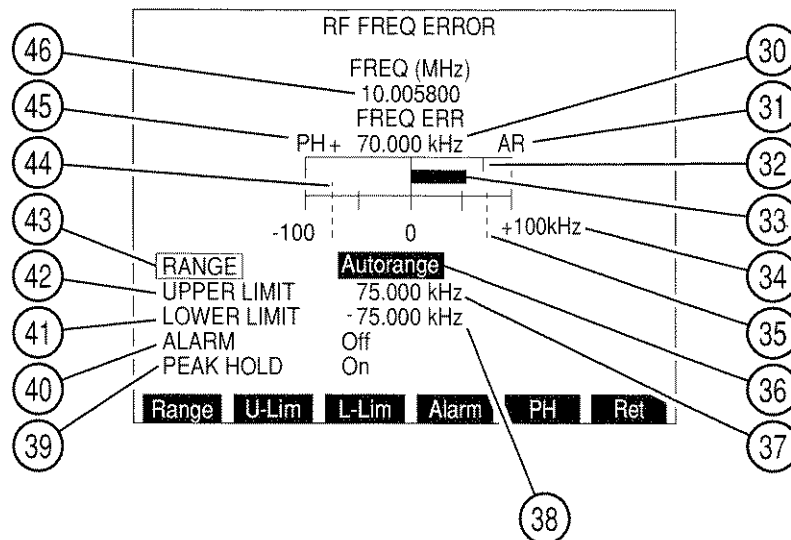 RF FREQ ERROR
46
FREQ (MHz)
30
10.005800
45
FREQ ERR
31
PH + 70.000 kHz AR
44
32
33
43
-100 0 +100kHz
34
RANGE Autorange
42
UPPER LIMIT 75.000 kHz
35
41
LOWER LIMIT -75.000 kHz
ALARM Off
36
40
PEAK HOLD On
Range U-Lim L-Lim Alarm PH Ret
39
37
38